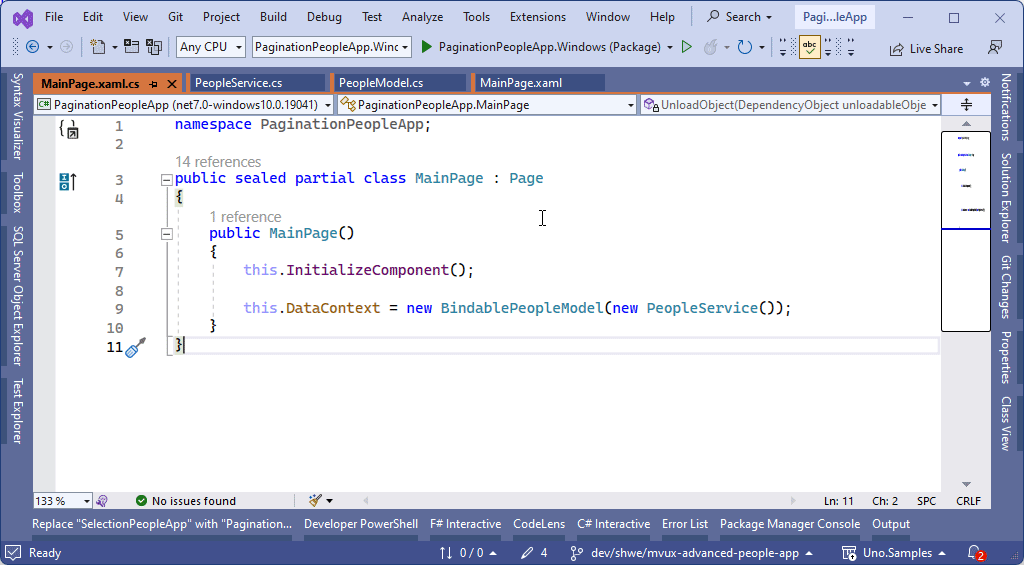 File Edit View Git Project Build Debug Test Analyze Tools Extensions Window Help Search Pagi...leApp
Any CPU PaginationPeopleApp.Winc PaginationPeopleApp.Windows (Package) abc Live Share
MainPage.xaml.cs PeopleService.cs PeopleModel.cs MainPage.xaml
C# PaginationPeopleApp (net7.0-windows10.0.19041) PaginationPeopleApp.MainPage UnloadObject(DependencyObject unloadableObje
1 namespace PaginationPeopleApp;
2
14 references
3 public sealed partial class MainPage : Page
4 {
1 reference
5 public MainPage()
6 {
7 this.InitializeComponent();
8
9 this.DataContext = new BindablePeopleModel(new PeopleService());
10 }
11 }
Syntax Visualizer
Toolbox
SQL Server Object Explorer
Test Explorer
Notifications
Solution Explorer
Git Changes
Properties
Class View
133 % No issues found Ln: 11 Ch: 2 SPC CRLF
Replace "SelectionPeopleApp" with "Pagination... Developer PowerShell F# Interactive CodeLens C# Interactive Error List Package Manager Console Output
Ready 0 / 0 4 dev/shwe/mvux-advanced-people-app Uno.Samples 2